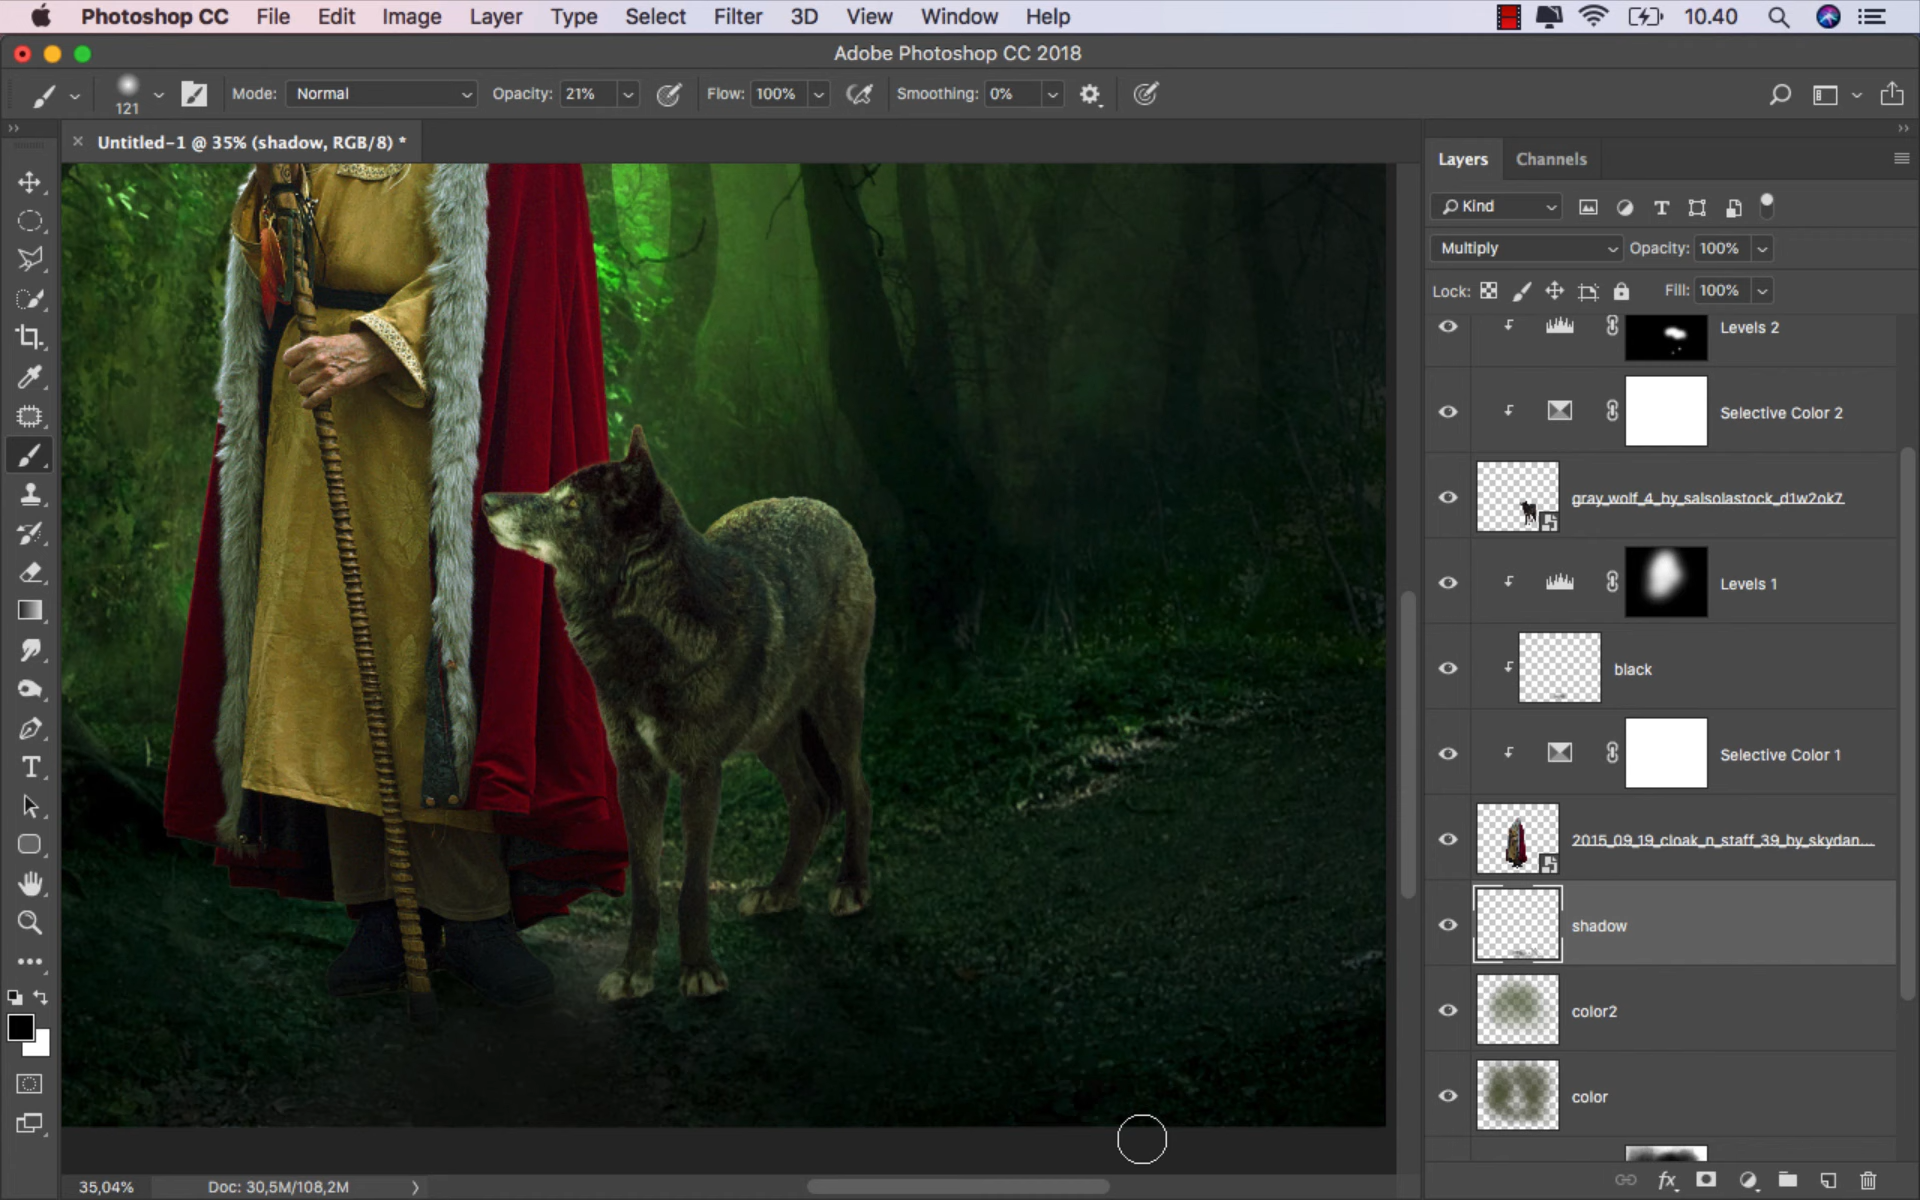 Photoshop CC File Edit Image Layer Type Select Filter 3D View Window Help 10.40
Adobe Photoshop CC 2018
121 Mode: Normal Opacity: 21% Flow: 100% Smoothing: 0%
Untitled-1 @ 35% (shadow, RGB/8) *
Layers Channels
Kind
Multiply Opacity: 100%
Lock: Fill: 100%
Levels 2
Selective Color 2
gray_wolf_4_by_salsolastock_d1w2ok7
Levels 1
black
Selective Color 1
2015_09_19_cloak_n_staff_39_by_skydan...
shadow
color2
color
35,04% Doc: 30,5M/108,2M